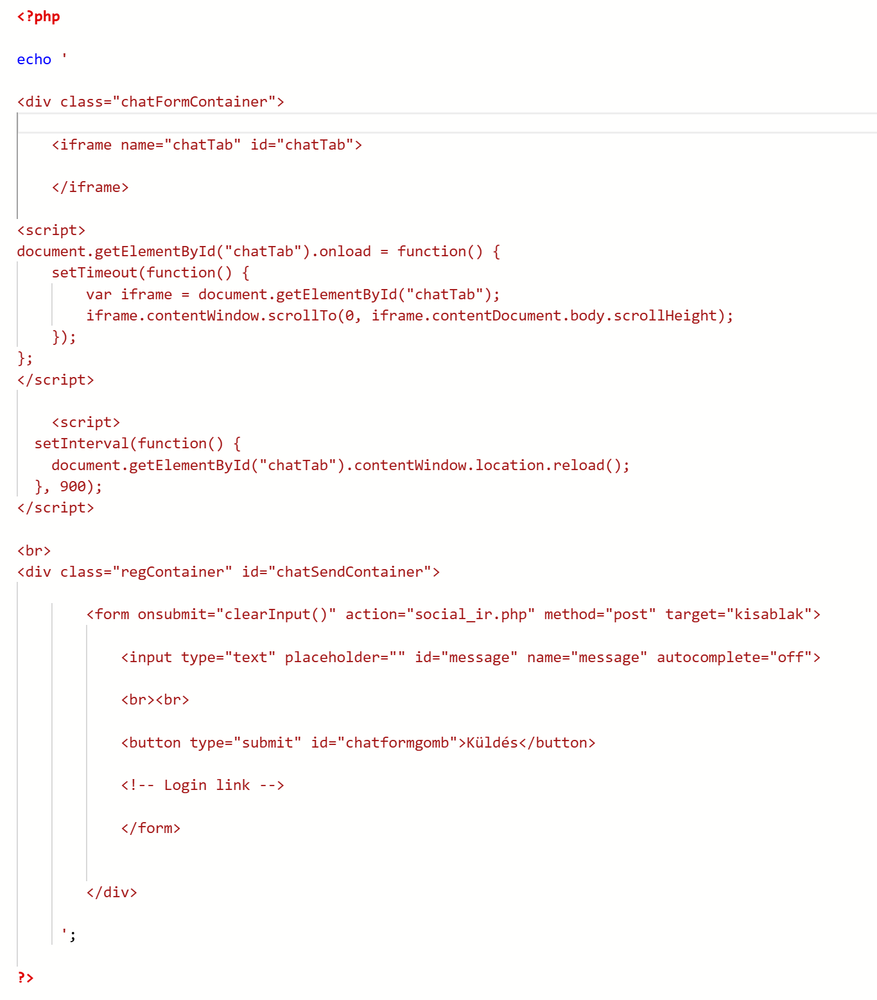 <?php
echo '
<div class="chatFormContainer">
<iframe name="chatTab" id="chatTab">
</iframe>
<script>
document.getElementById("chatTab").onload = function() {
setTimeout(function() {
var iframe = document.getElementById("chatTab");
iframe.contentWindow.scrollTo(0, iframe.contentDocument.body.scrollHeight);
});
};
</script>
<script>
setInterval(function() {
document.getElementById("chatTab").contentWindow.location.reload();
}, 900);
</script>
<br>
<div class="regContainer" id="chatSendContainer">
<form onsubmit="clearInput()" action="social_ir.php" method="post" target="kisablak">
<input type="text" placeholder="" id="message" name="message" autocomplete="off">
<br><br>
<button type="submit" id="chatformgomb">Küldés</button>
<!-- Login link -->
</form>
</div>
';
?>